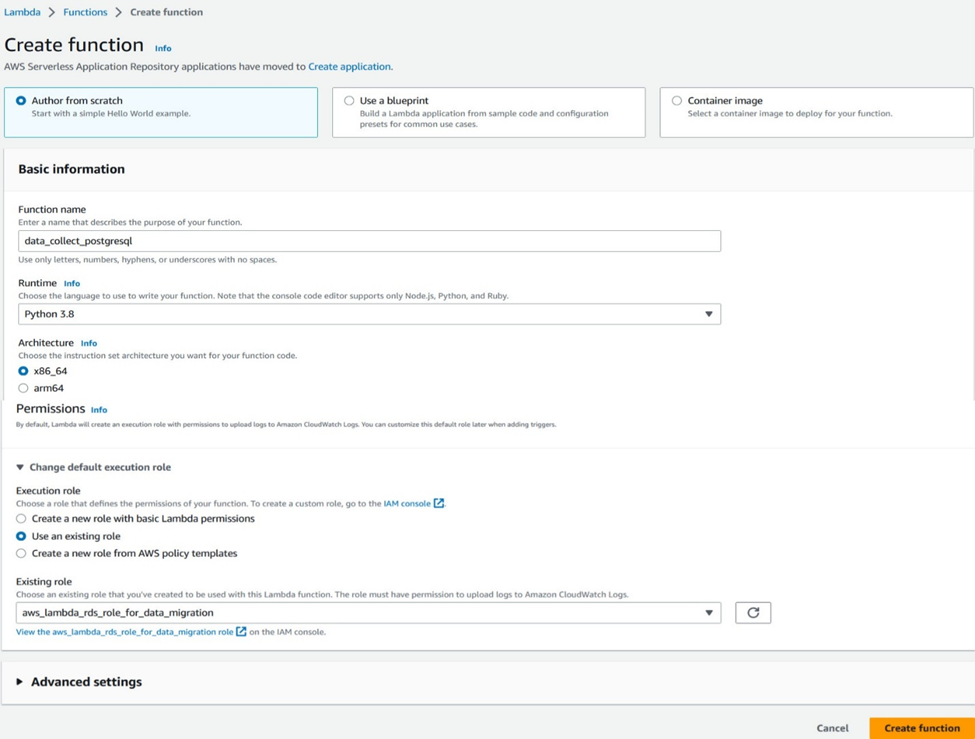 Lambda > Functions > Create function
Create function Info
AWS Serverless Application Repository applications have moved to Create application.
Author from scratch
Start with a simple Hello World example.
Use a blueprint
Build a Lambda application from sample code and configuration
presets for common use cases.
Container image
Select a container image to deploy for your function.
Basic information
Function name
Enter a name that describes the purpose of your function.
data_collect_postgresql
Use only letters, numbers, hyphens, or underscores with no spaces.
Runtime Info
Choose the language to use to write your function. Note that the console code editor supports only Node.js, Python, and Ruby.
Python 3.8
Architecture Info
Choose the instruction set architecture you want for your function code.
x86_64
arm64
Permissions Info
By default, Lambda will create an execution role with permissions to upload logs to Amazon CloudWatch Logs. You can customize this default role later when adding triggers.
Change default execution role
Execution role
Choose a role that defines the permissions of your function. To create a custom role, go to the IAM console.
Create a new role with basic Lambda permissions
Use an existing role
Create a new role from AWS policy templates
Existing role
Choose an existing role that you've created to be used with this Lambda function. The role must have permission to upload logs to Amazon CloudWatch Logs.
aws_lambda_rds_role_for_data_migration
View the aws_lambda_rds_role_for_data_migration role on the IAM console.
Advanced settings
Cancel
Create function